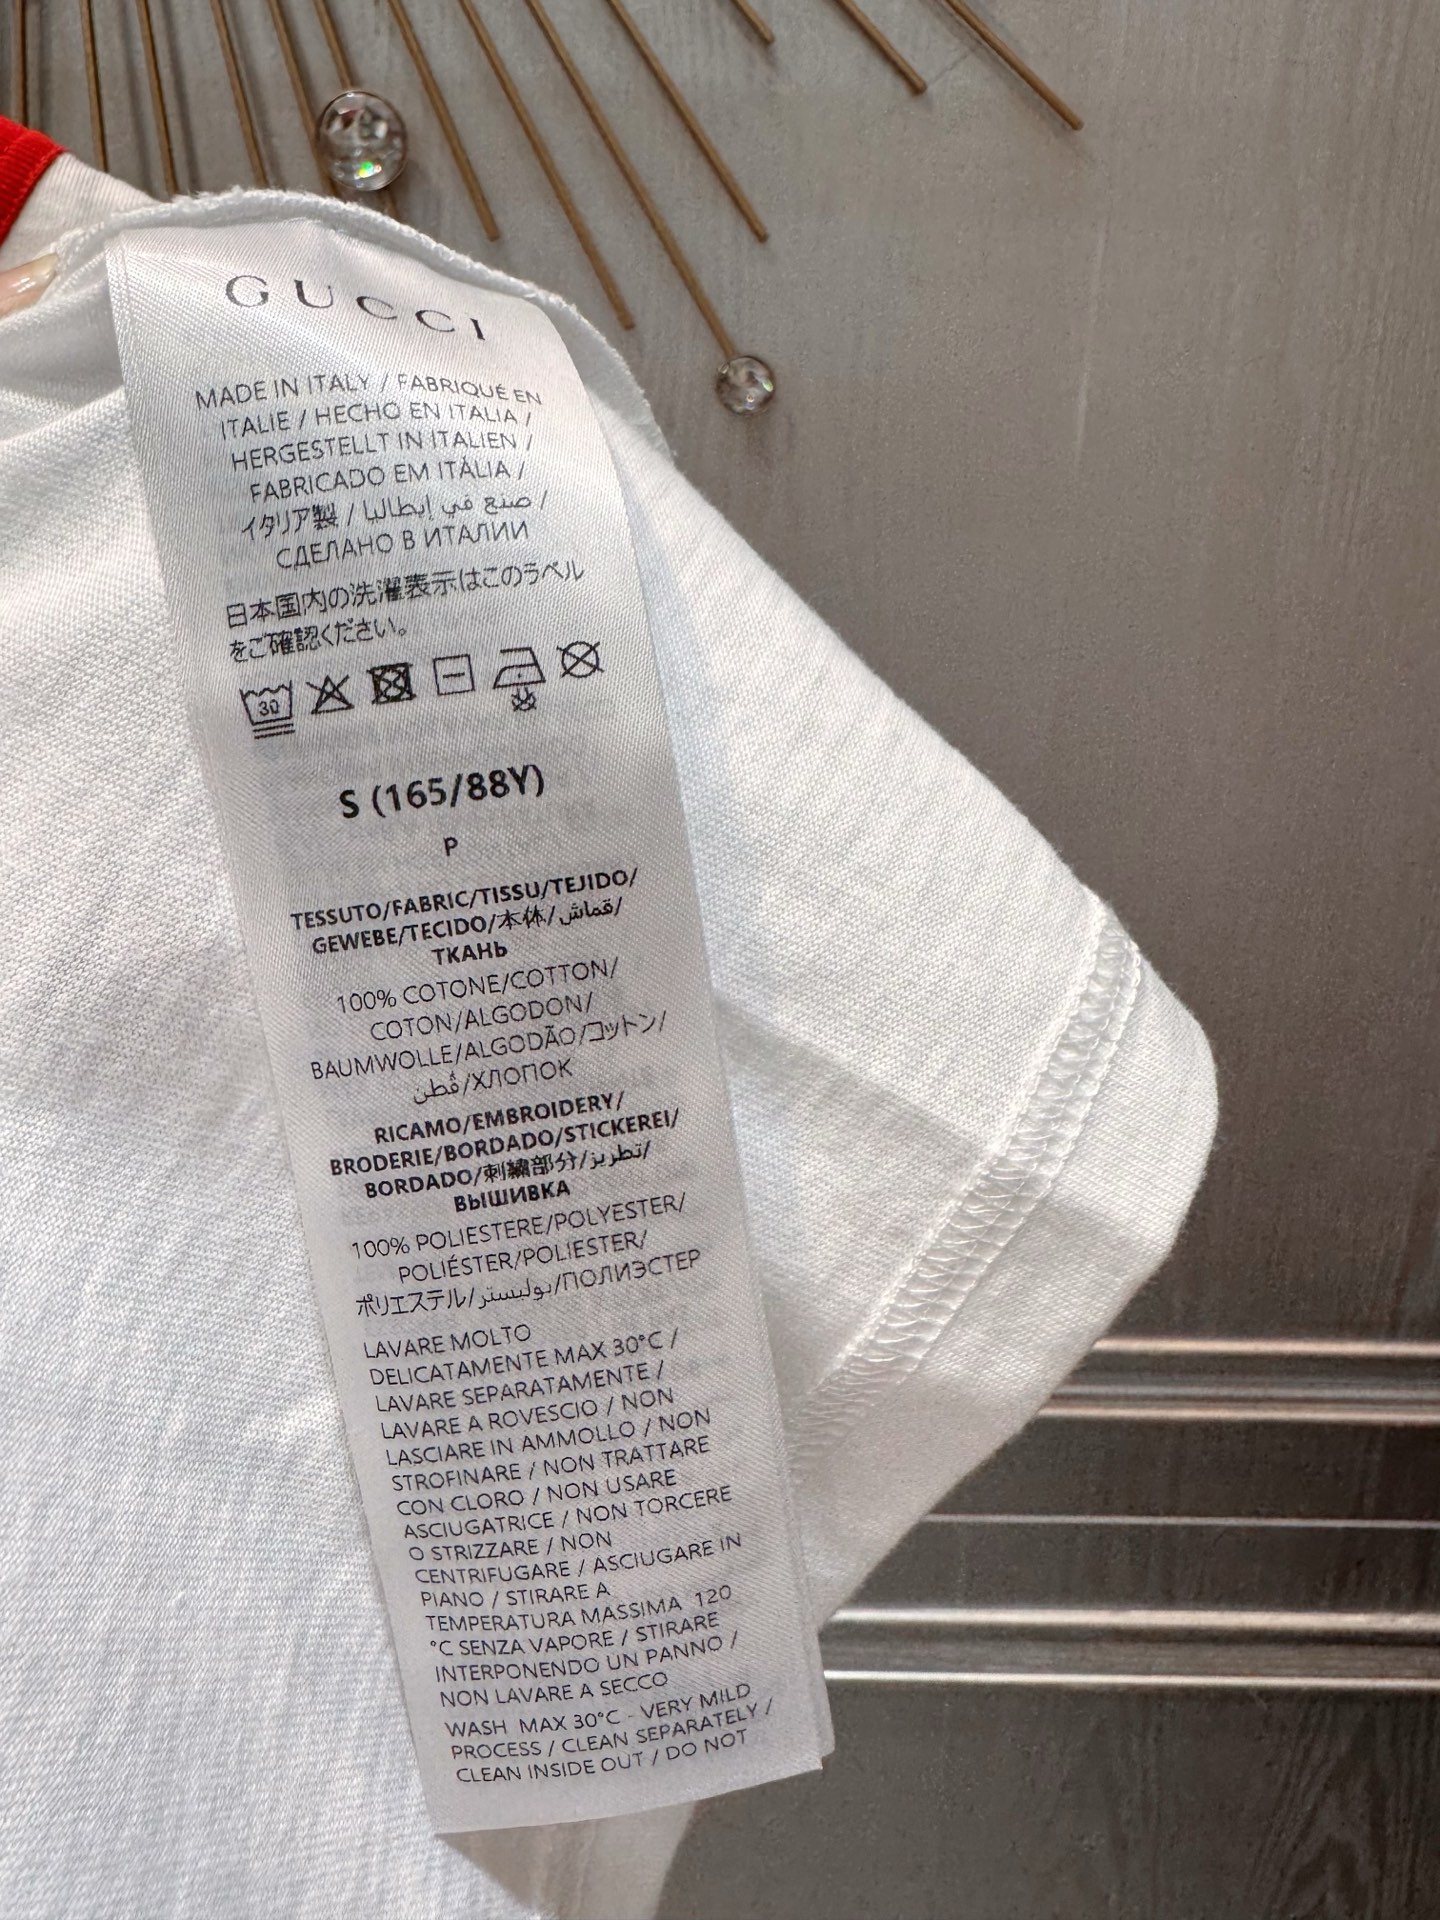 GUCCI
MADE IN ITALY / FABRIQUÉ EN
ITALIE / HECHO EN ITALIA /
HERGESTELLT IN ITALIEN /
FABRICADO EM ITÁLIA /
イタリア製 / صنع في إيطاليا /
СДЕЛАНО В ИТАЛИИ
日本国内の洗濯表示はこのラベル
をご確認ください。
30
S (165/88Y)
P
TESSUTO/FABRIC/TISSU/TEJIDO/
GEWEBE/TECIDO/本体/قماش/
ТКАНЬ
100% COTONE/COTTON/
COTON/ALGODON/
BAUMWOLLE/ALGODÃO/コットン/
قطن/ХЛОПОК
RICAMO/EMBROIDERY/
BRODERIE/BORDADO/STICKEREI/
BORDADO/刺繍部分/تطريز/
ВЫШИВКА
100% POLIESTERE/POLYESTER/
POLIÉSTER/POLIESTER/
ポリエステル/بوليستر/ПОЛИЭСТЕР
LAVARE MOLTO
DELICATAMENTE MAX 30°C /
LAVARE SEPARATAMENTE /
LAVARE A ROVESCIO / NON
LASCIARE IN AMMOLLO / NON
STROFINARE / NON TRATTARE
CON CLORO / NON USARE
ASCIUGATRICE / NON TORCERE
O STRIZZARE / NON
CENTRIFUGARE / ASCIUGARE IN
PIANO / STIRARE A
TEMPERATURA MASSIMA 120
°C SENZA VAPORE / STIRARE
INTERPONENDO UN PANNO /
NON LAVARE A SECCO
WASH MAX 30°C - VERY MILD
PROCESS / CLEAN SEPARATELY /
CLEAN INSIDE OUT / DO NOT